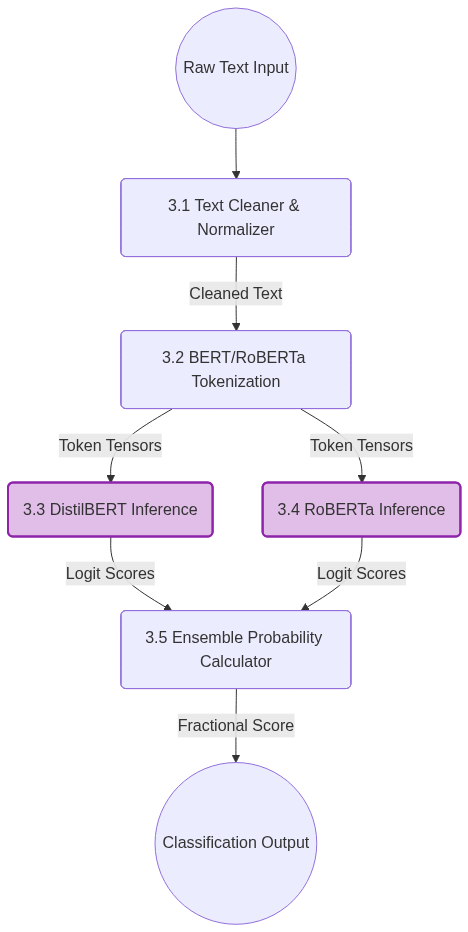 Raw Text Input
3.1 Text Cleaner &
Normalizer
Cleaned Text
3.2 BERT/RoBERTa
Tokenization
Token Tensors
Token Tensors
3.3 DistilBERT Inference
3.4 RoBERTa Inference
Logit Scores
Logit Scores
3.5 Ensemble Probability
Calculator
Fractional Score
Classification Output